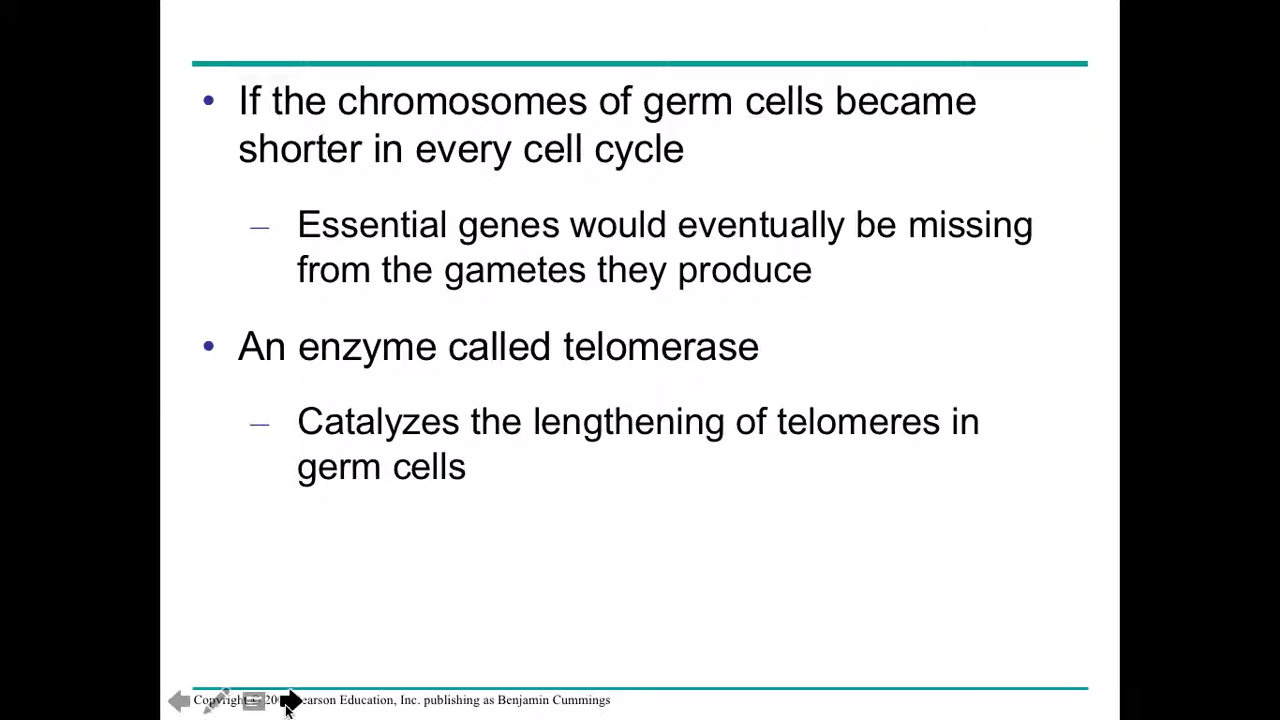 • If the chromosomes of germ cells became
shorter in every cell cycle
– Essential genes would eventually be missing
from the gametes they produce
• An enzyme called telomerase
– Catalyzes the lengthening of telomeres in
germ cells
Copyright © Pearson Education, Inc. publishing as Benjamin Cummings